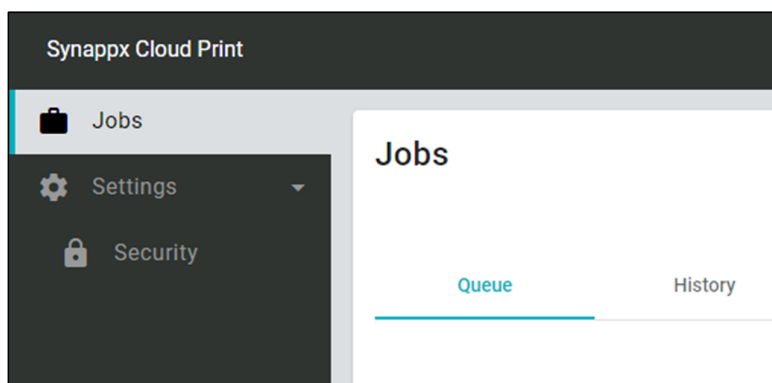 Synappx Cloud Print
Jobs
Settings
Security
Jobs
Queue
History